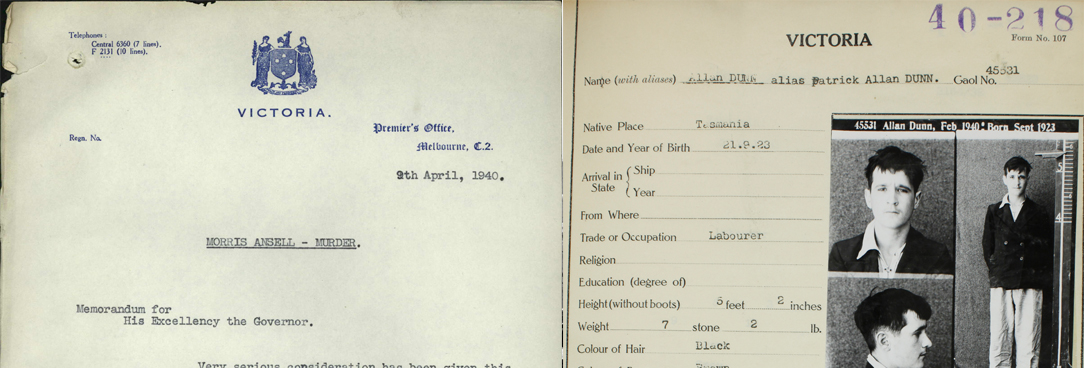 Telephones :
Central 6360 (7 lines).
F 2131 (10 lines).
VICTORIA.
Regn. No.
Premier's Office,
Melbourne, C.2.
9th April, 1940.
MORRIS ANSELL - MURDER.
Memorandum for
His Excellency the Governor.
Very serious consideration has been given this
40-218
Form No. 107
VICTORIA
Name (with aliases) Allan DUNN alias Patrick Allan DUNN. Gaol No. 45531
Native Place Tasmania
Date and Year of Birth 21.9.23
Arrival in State { Ship
Year
From Where
Trade or Occupation Labourer
Religion
Education (degree of)
Height (without boots) 5 feet 2 inches
Weight 7 stone 2 lb.
Colour of Hair Black
45531 Allan Dunn, Feb 1940: Born Sept 1923
5
4